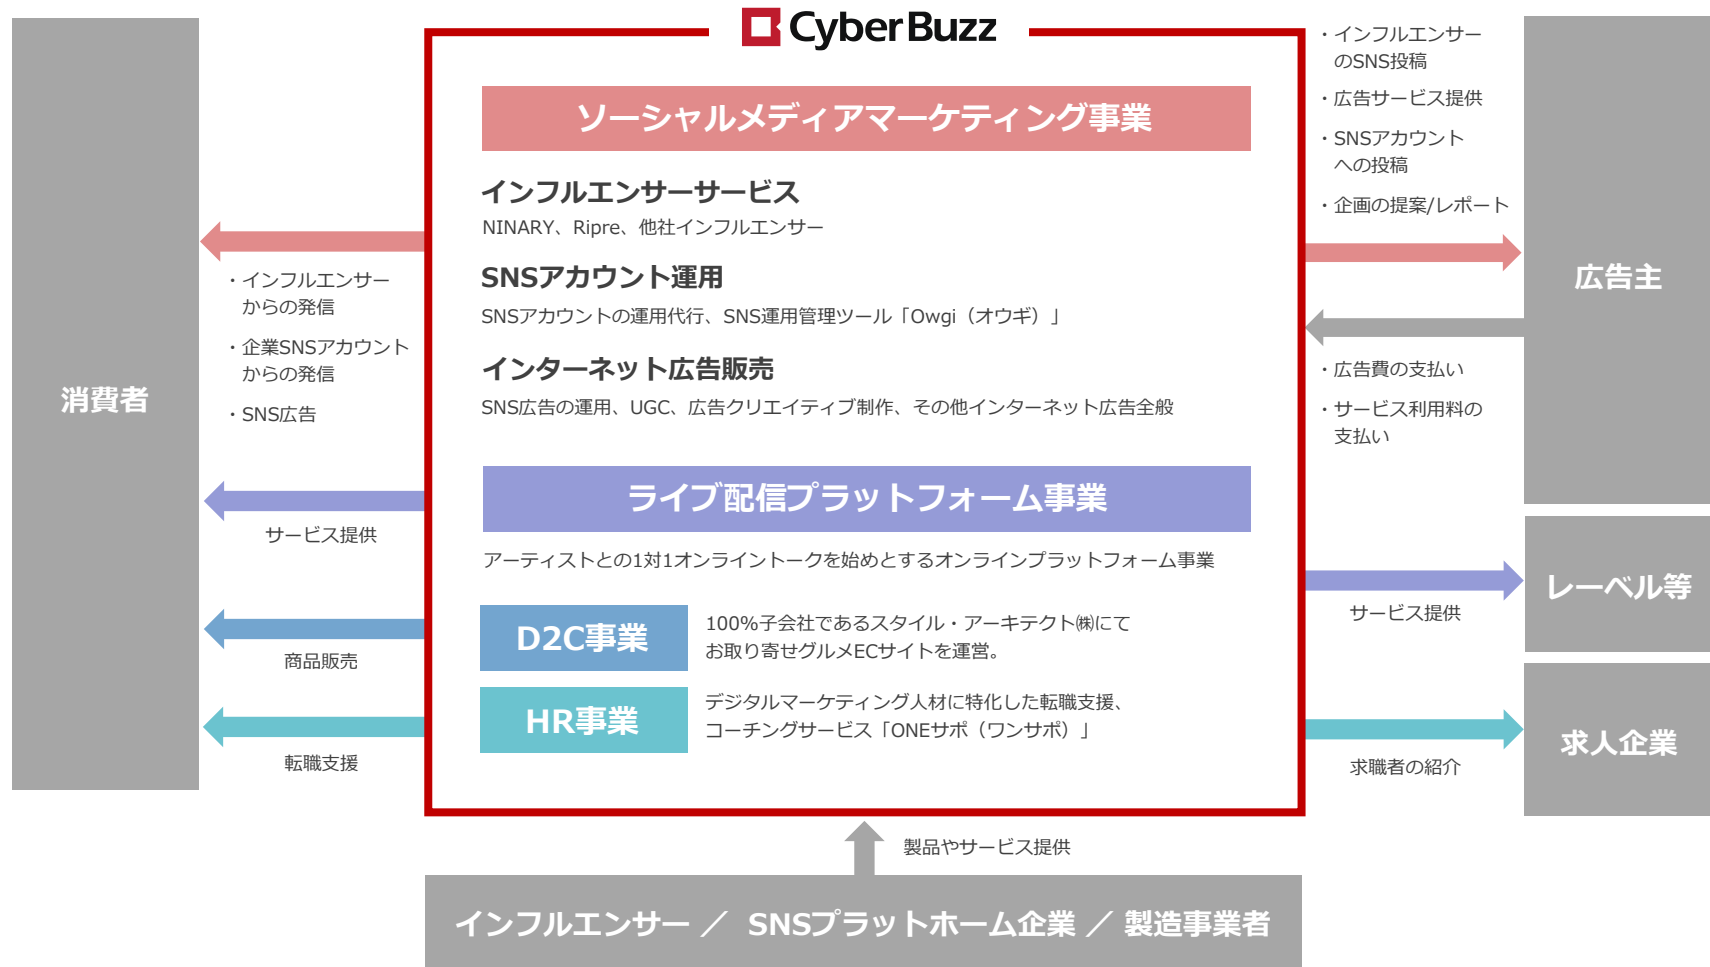 CyberBuzz
消費者
ソーシャルメディアマーケティング事業
インフルエンサーサービス
NINARY、Ripre、他社インフルエンサー
SNSアカウント運用
SNSアカウントの運用代行、SNS運用管理ツール「Owgi（オウギ）」
インターネット広告販売
SNS広告の運用、UGC、広告クリエイティブ制作、その他インターネット広告全般
ライブ配信プラットフォーム事業
アーティストとの1対1オンライントークを始めとするオンラインプラットフォーム事業
D2C事業
100%子会社であるスタイル・アーキテクト㈱にて
お取り寄せグルメECサイトを運営。
HR事業
デジタルマーケティング人材に特化した転職支援、
コーチングサービス「ONEサポ（ワンサポ）」
・インフルエンサー
からの発信
・企業SNSアカウント
からの発信
・SNS広告
サービス提供
商品販売
転職支援
・インフルエンサー
のSNS投稿
・広告サービス提供
・SNSアカウント
への投稿
・企画の提案/レポート
・広告費の支払い
・サービス利用料の
支払い
サービス提供
求職者の紹介
広告主
レーベル等
求人企業
製品やサービス提供
インフルエンサー ／ SNSプラットホーム企業 ／ 製造事業者